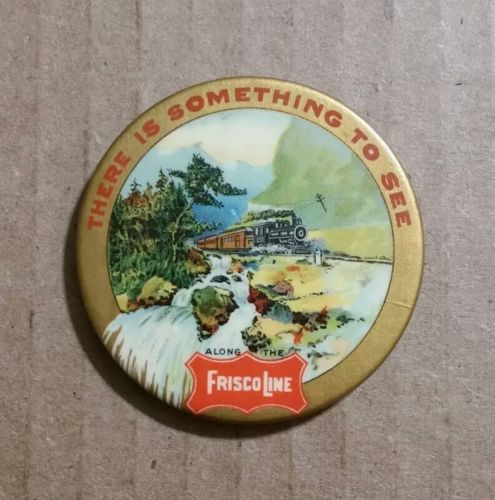 THERE IS SOMETHING TO SEE
ALONG THE
FRISCO LINE